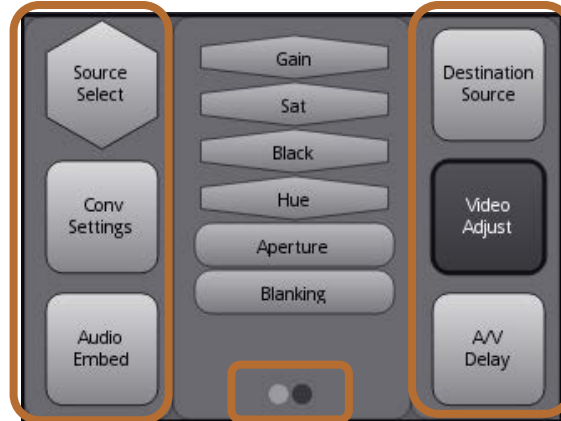 Source
Select
Conv
Settings
Audio
Embed
Gain
Sat
Black
Hue
Aperture
Blanking
Destination
Source
Video
Adjust
A/V
Delay